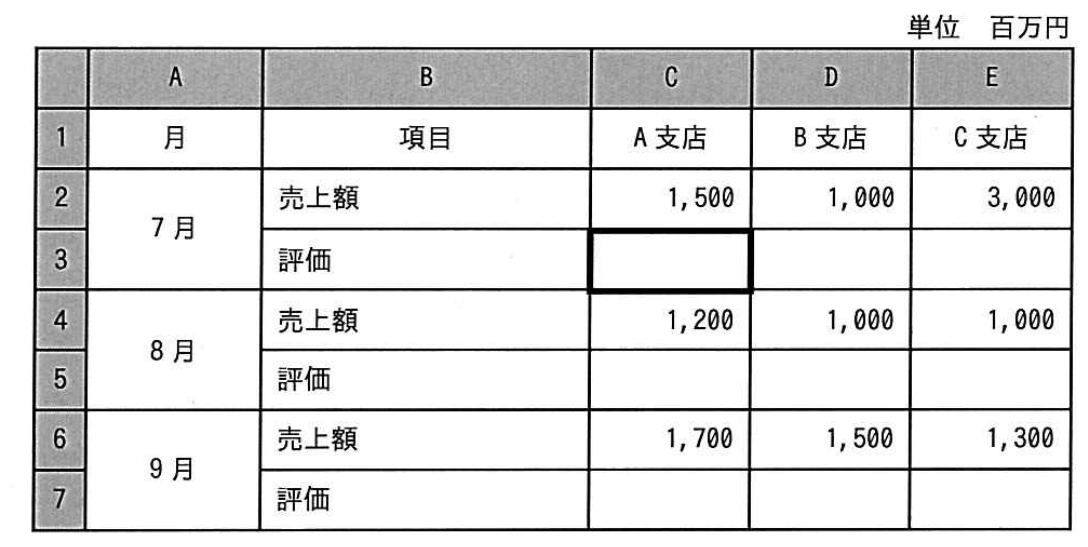 単位 百万円
A B C D E
1 月 項目 A支店 B支店 C支店
2 7月 売上額 1,500 1,000 3,000
3 評価
4 8月 売上額 1,200 1,000 1,000
5 評価
6 9月 売上額 1,700 1,500 1,300
7 評価